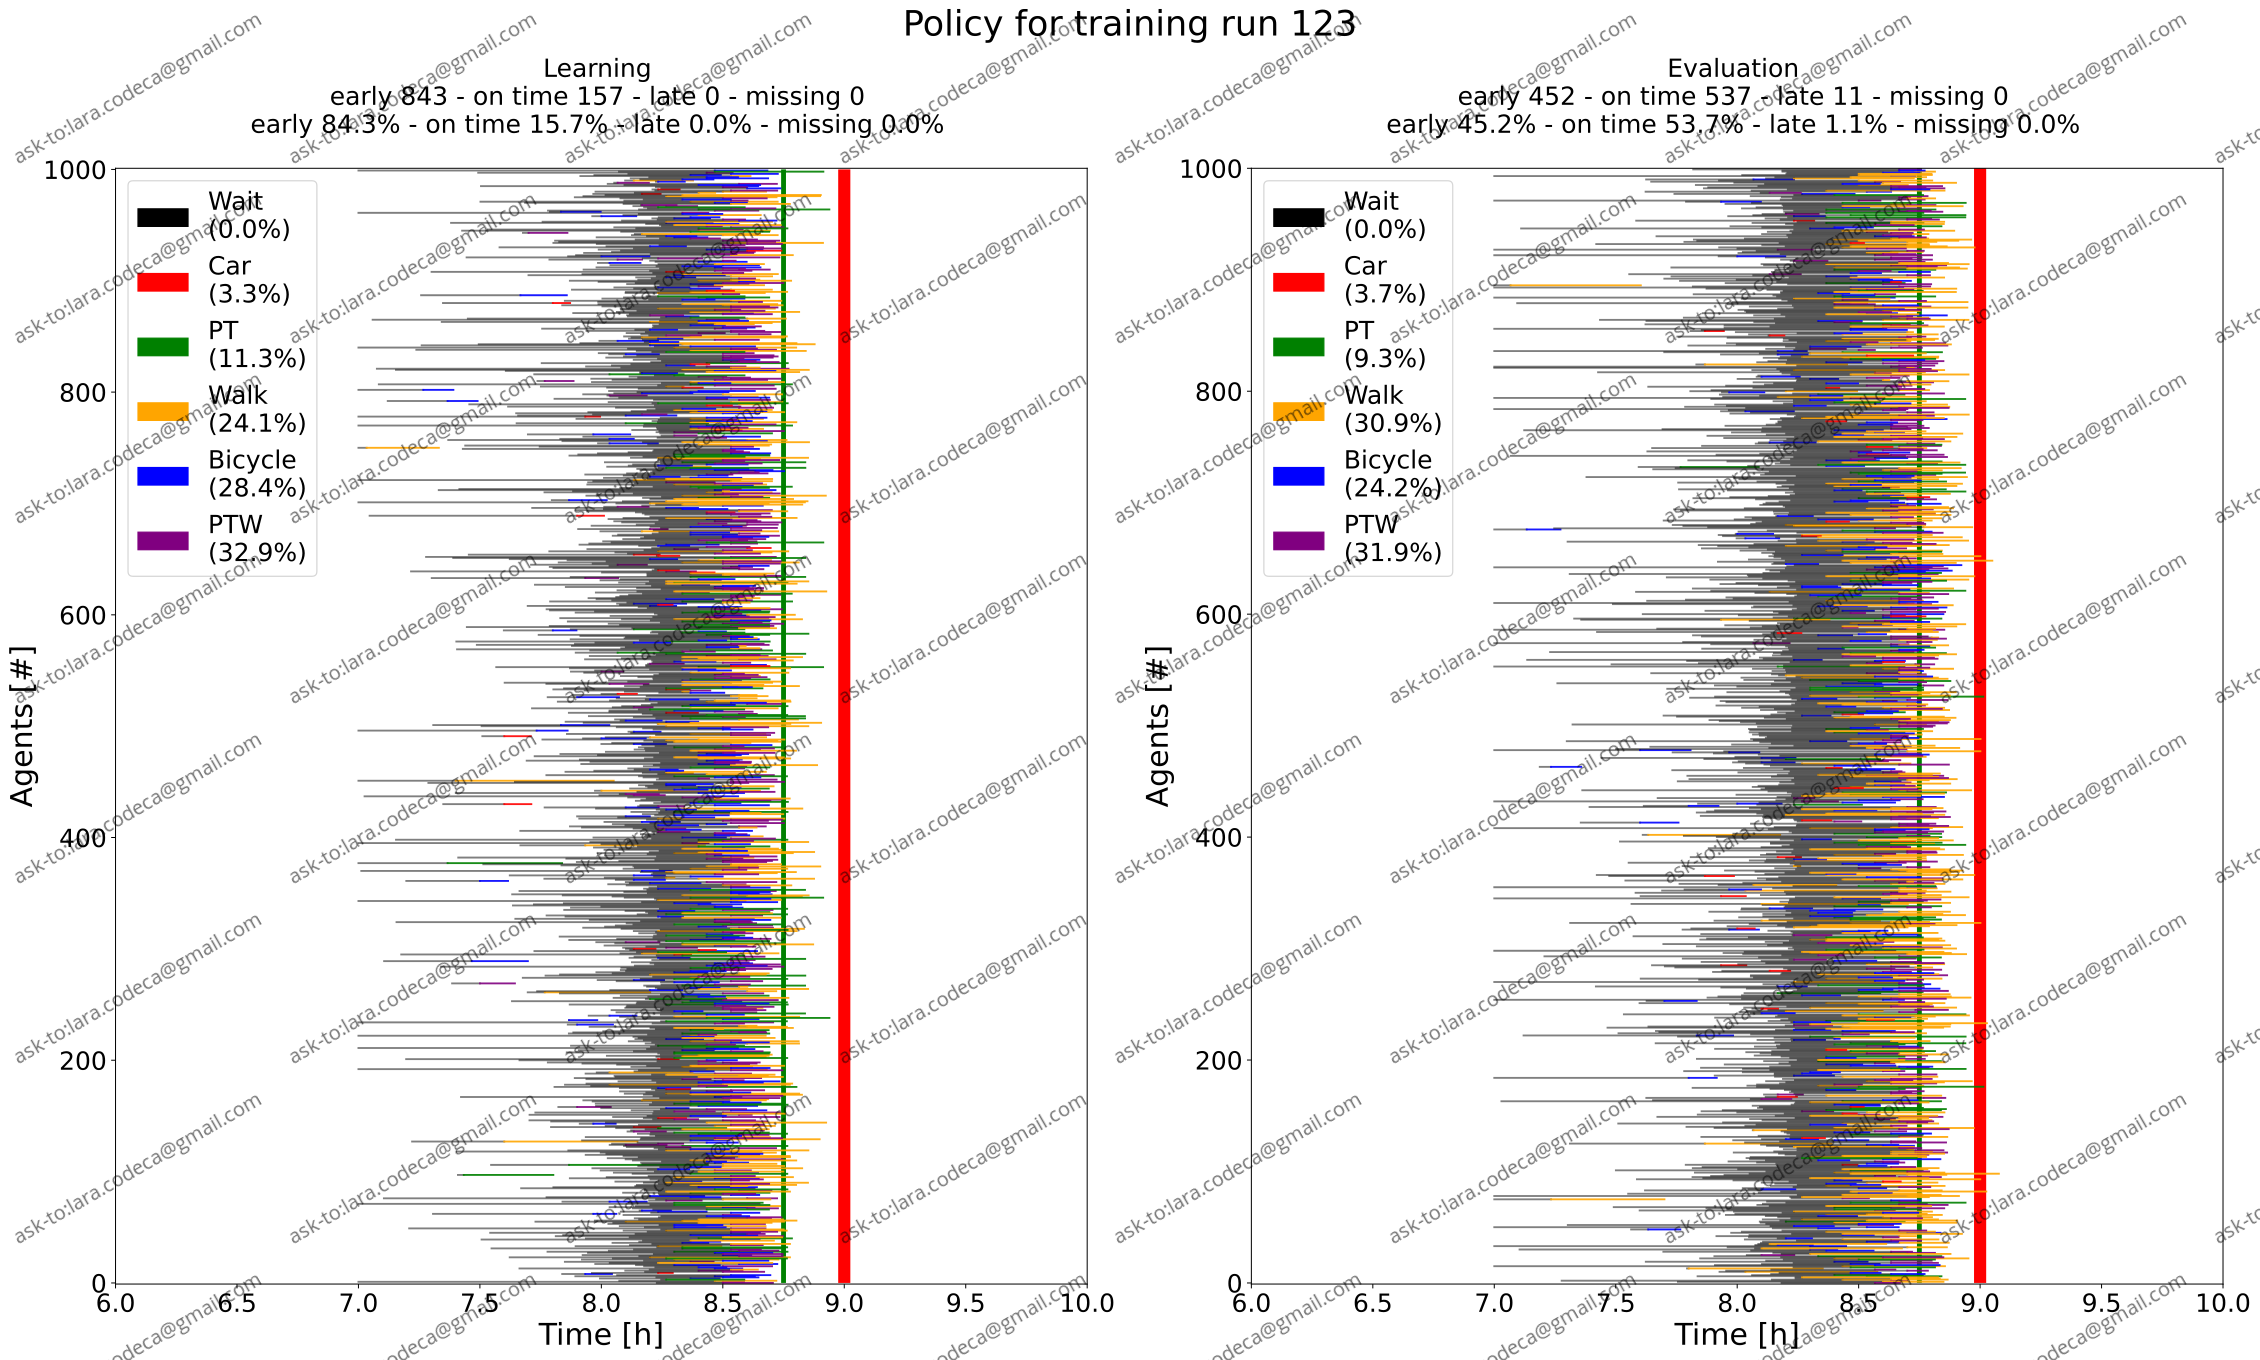 Policy for training run 123
Learning
early 843 - on time 157 - late 0 - missing 0
early 84.3% - on time 15.7% - late 0.0% - missing 0.0%
1000
800
600
400
200
0
Agents [#]
Wait
(0.0%)
Car
(3.3%)
PT
(11.3%)
Walk
(24.1%)
Bicycle
(28.4%)
PTW
(32.9%)
6.0 6.5 7.0 7.5 8.0 8.5 9.0 9.5 10.0
Time [h]
Evaluation
early 452 - on time 537 - late 11 - missing 0
early 45.2% - on time 53.7% - late 1.1% - missing 0.0%
1000
800
600
400
200
0
Agents [#]
Wait
(0.0%)
Car
(3.7%)
PT
(9.3%)
Walk
(30.9%)
Bicycle
(24.2%)
PTW
(31.9%)
6.0 6.5 7.0 7.5 8.0 8.5 9.0 9.5 10.0
Time [h]
ask-to:lara.codeca@gmail.com